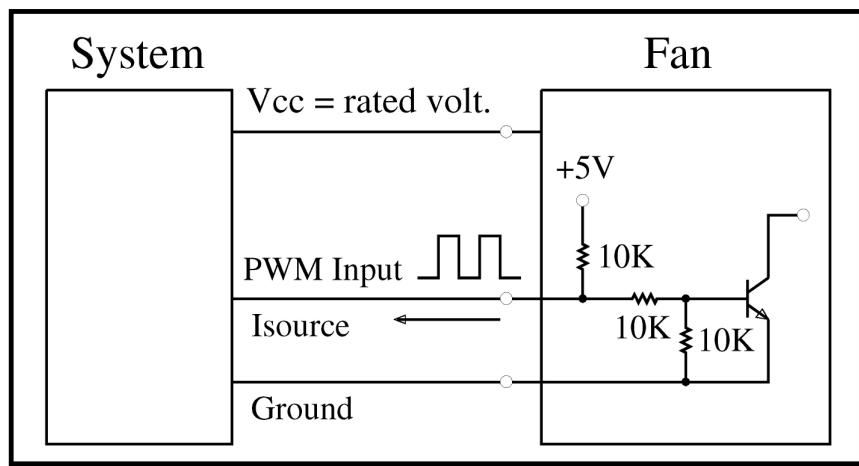 System
Fan
Vcc = rated volt.
+5V
10K
PWM Input
Isource
10K
10K
Ground